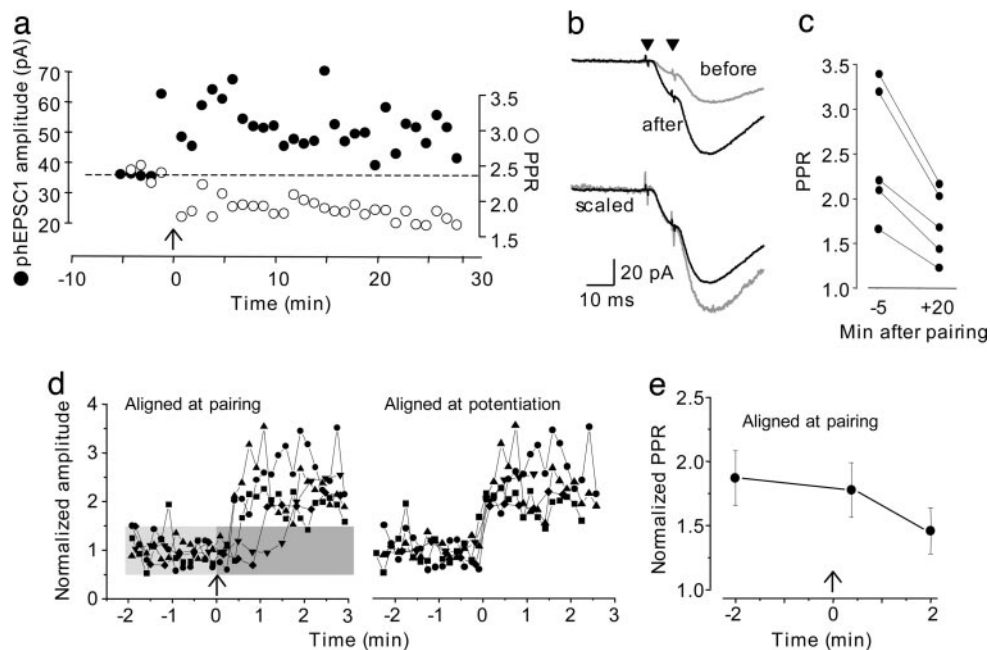 a
phEPSC1 amplitude (pA)
70
60
50
40
30
20
3.5
3.0
2.5
2.0
1.5
PPR
-10
0
10
20
30
Time (min)
b
before
after
scaled
20 pA
10 ms
c
PPR
3.5
3.0
2.5
2.0
1.5
1.0
-5
+20
Min after pairing
d
Normalized amplitude
4
3
2
1
0
Aligned at pairing
Aligned at potentiation
-2 -1 0 1 2 3
-2 -1 0 1 2 3
Time (min)
Time (min)
e
Normalized PPR
2.5
2.0
1.5
1.0
Aligned at pairing
-2
0
2
Time (min)